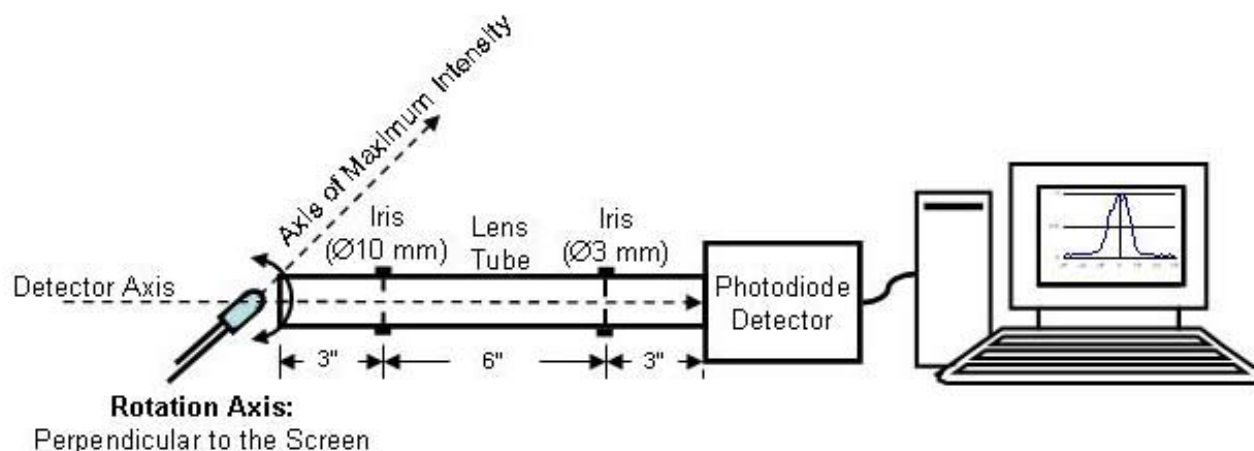 Axis of Maximum Intensity
Iris
(Ø10 mm)
Lens
Tube
Iris
(Ø3 mm)
Detector Axis
Photodiode
Detector
3"
6"
3"
Rotation Axis:
Perpendicular to the Screen